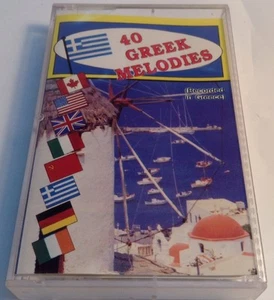 40
GREEK
MELODIES
(Recorded
in Greece)